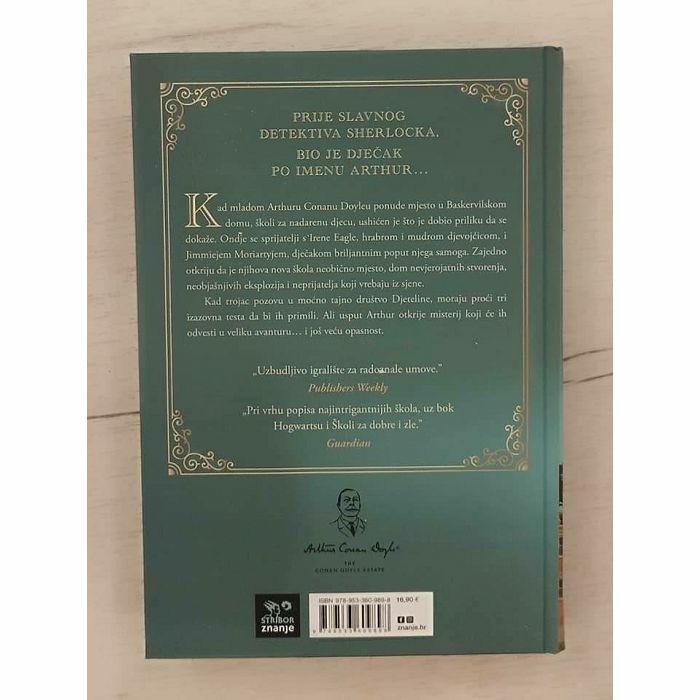 PRIJE SLAVNOG
DETEKTIVA SHERLOCKA,
BIO JE DJEČAK
PO IMENU ARTHUR…
Kad mladom Arthuru Conanu Doyleu ponude mjesto u Baskervilskom
domu, školi za nadarenu djecu, ushićen je što je dobio priliku da se
dokaže. Ondje se sprijatelji s Irene Eagle, hrabrom i mudrom djevojčicom, i
Jimmiejem Moriartyjem, dječakom briljantnim poput njega samoga. Zajedno
otkriju da je njihova nova škola neobično mjesto, dom nevjerojatnih stvorenja,
neobjašnjivih eksplozija i neprijatelja koji vrebaju iz sjene.
Kad trojac pozovu u moćno tajno društvo Djeteline, moraju proći tri
izazovna testa da bi ih primili. Ali usput Arthur otkrije misterij koji će ih
odvesti u veliku avanturu… i još veću opasnost.
„Uzbudljivo igralište za radoznale umove.”
Publishers Weekly
„Pri vrhu popisa najintrigantnijih škola, uz bok
Hogwartsu i Školi za dobre i zle.”
Guardian
Arthur Conan Doyle
THE
CONAN DOYLE ESTATE
STRIBOR
znanje
ISBN 978-953-360-989-8
16,90 €
znanje.hr